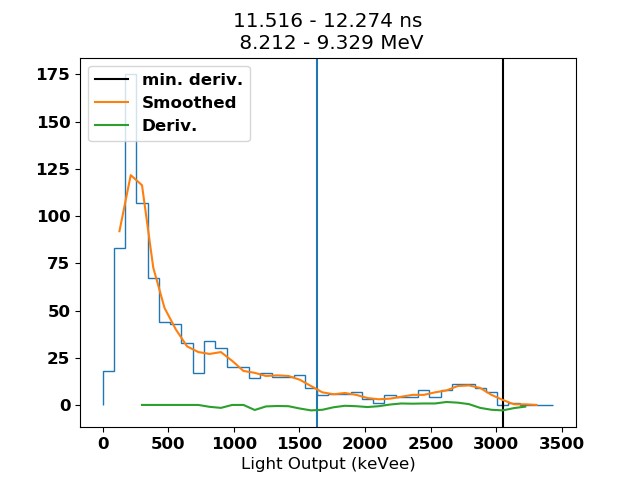 11.516 - 12.274 ns
8.212 - 9.329 MeV
min. deriv.
Smoothed
Deriv.
175
150
125
100
75
50
25
0
0 500 1000 1500 2000 2500 3000 3500
Light Output (keVee)